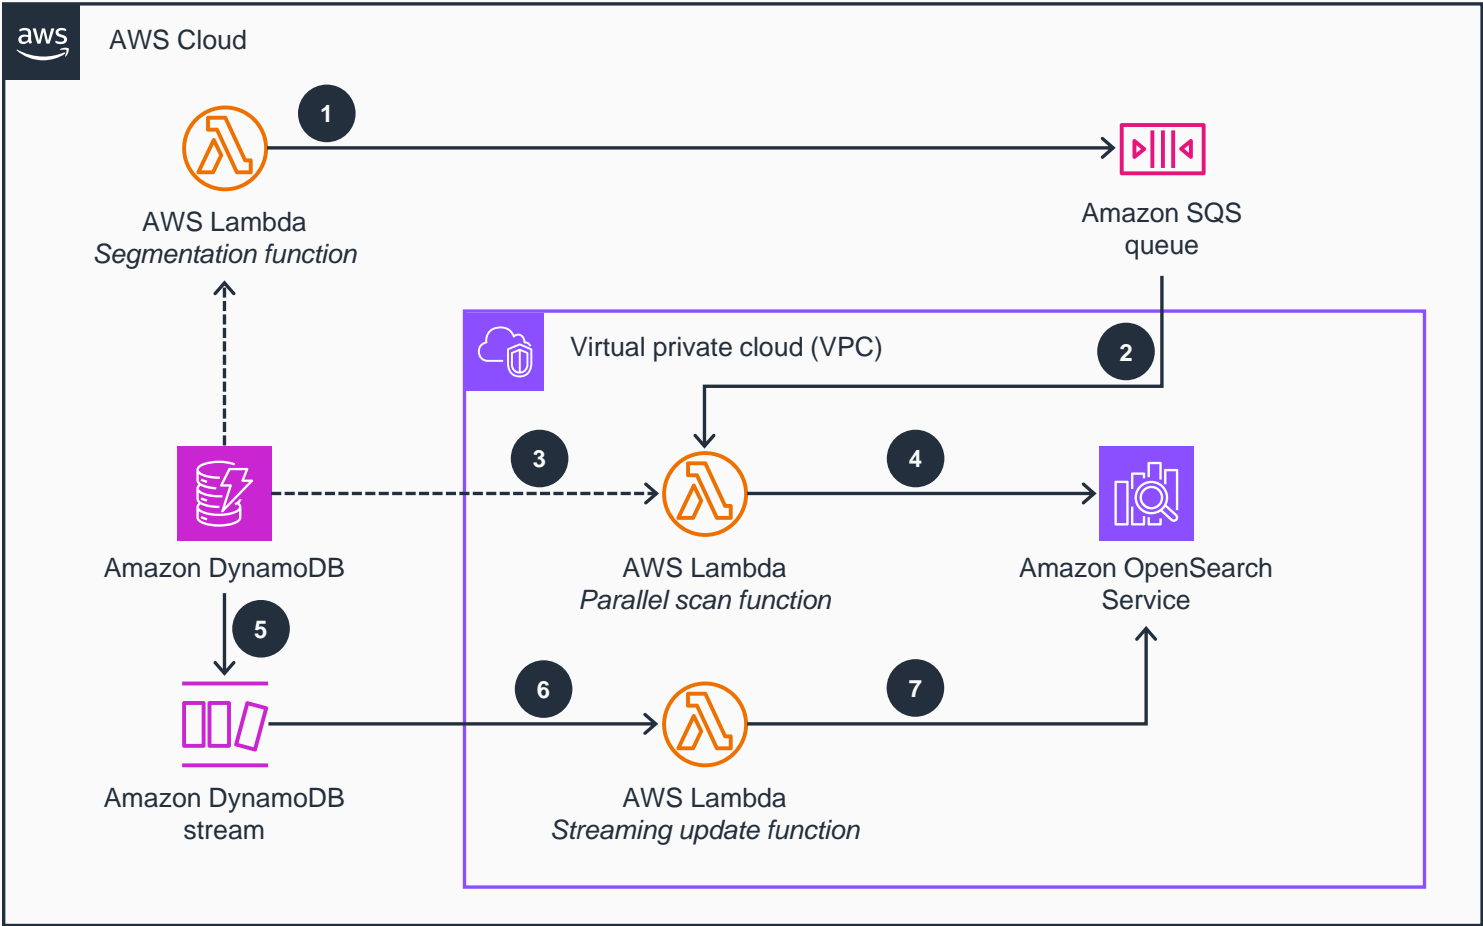 aws
AWS Cloud
1
AWS Lambda
Segmentation function
Amazon SQS
queue
Virtual private cloud (VPC)
2
3
4
Amazon DynamoDB
AWS Lambda
Parallel scan function
Amazon OpenSearch
Service
5
6
7
Amazon DynamoDB
stream
AWS Lambda
Streaming update function